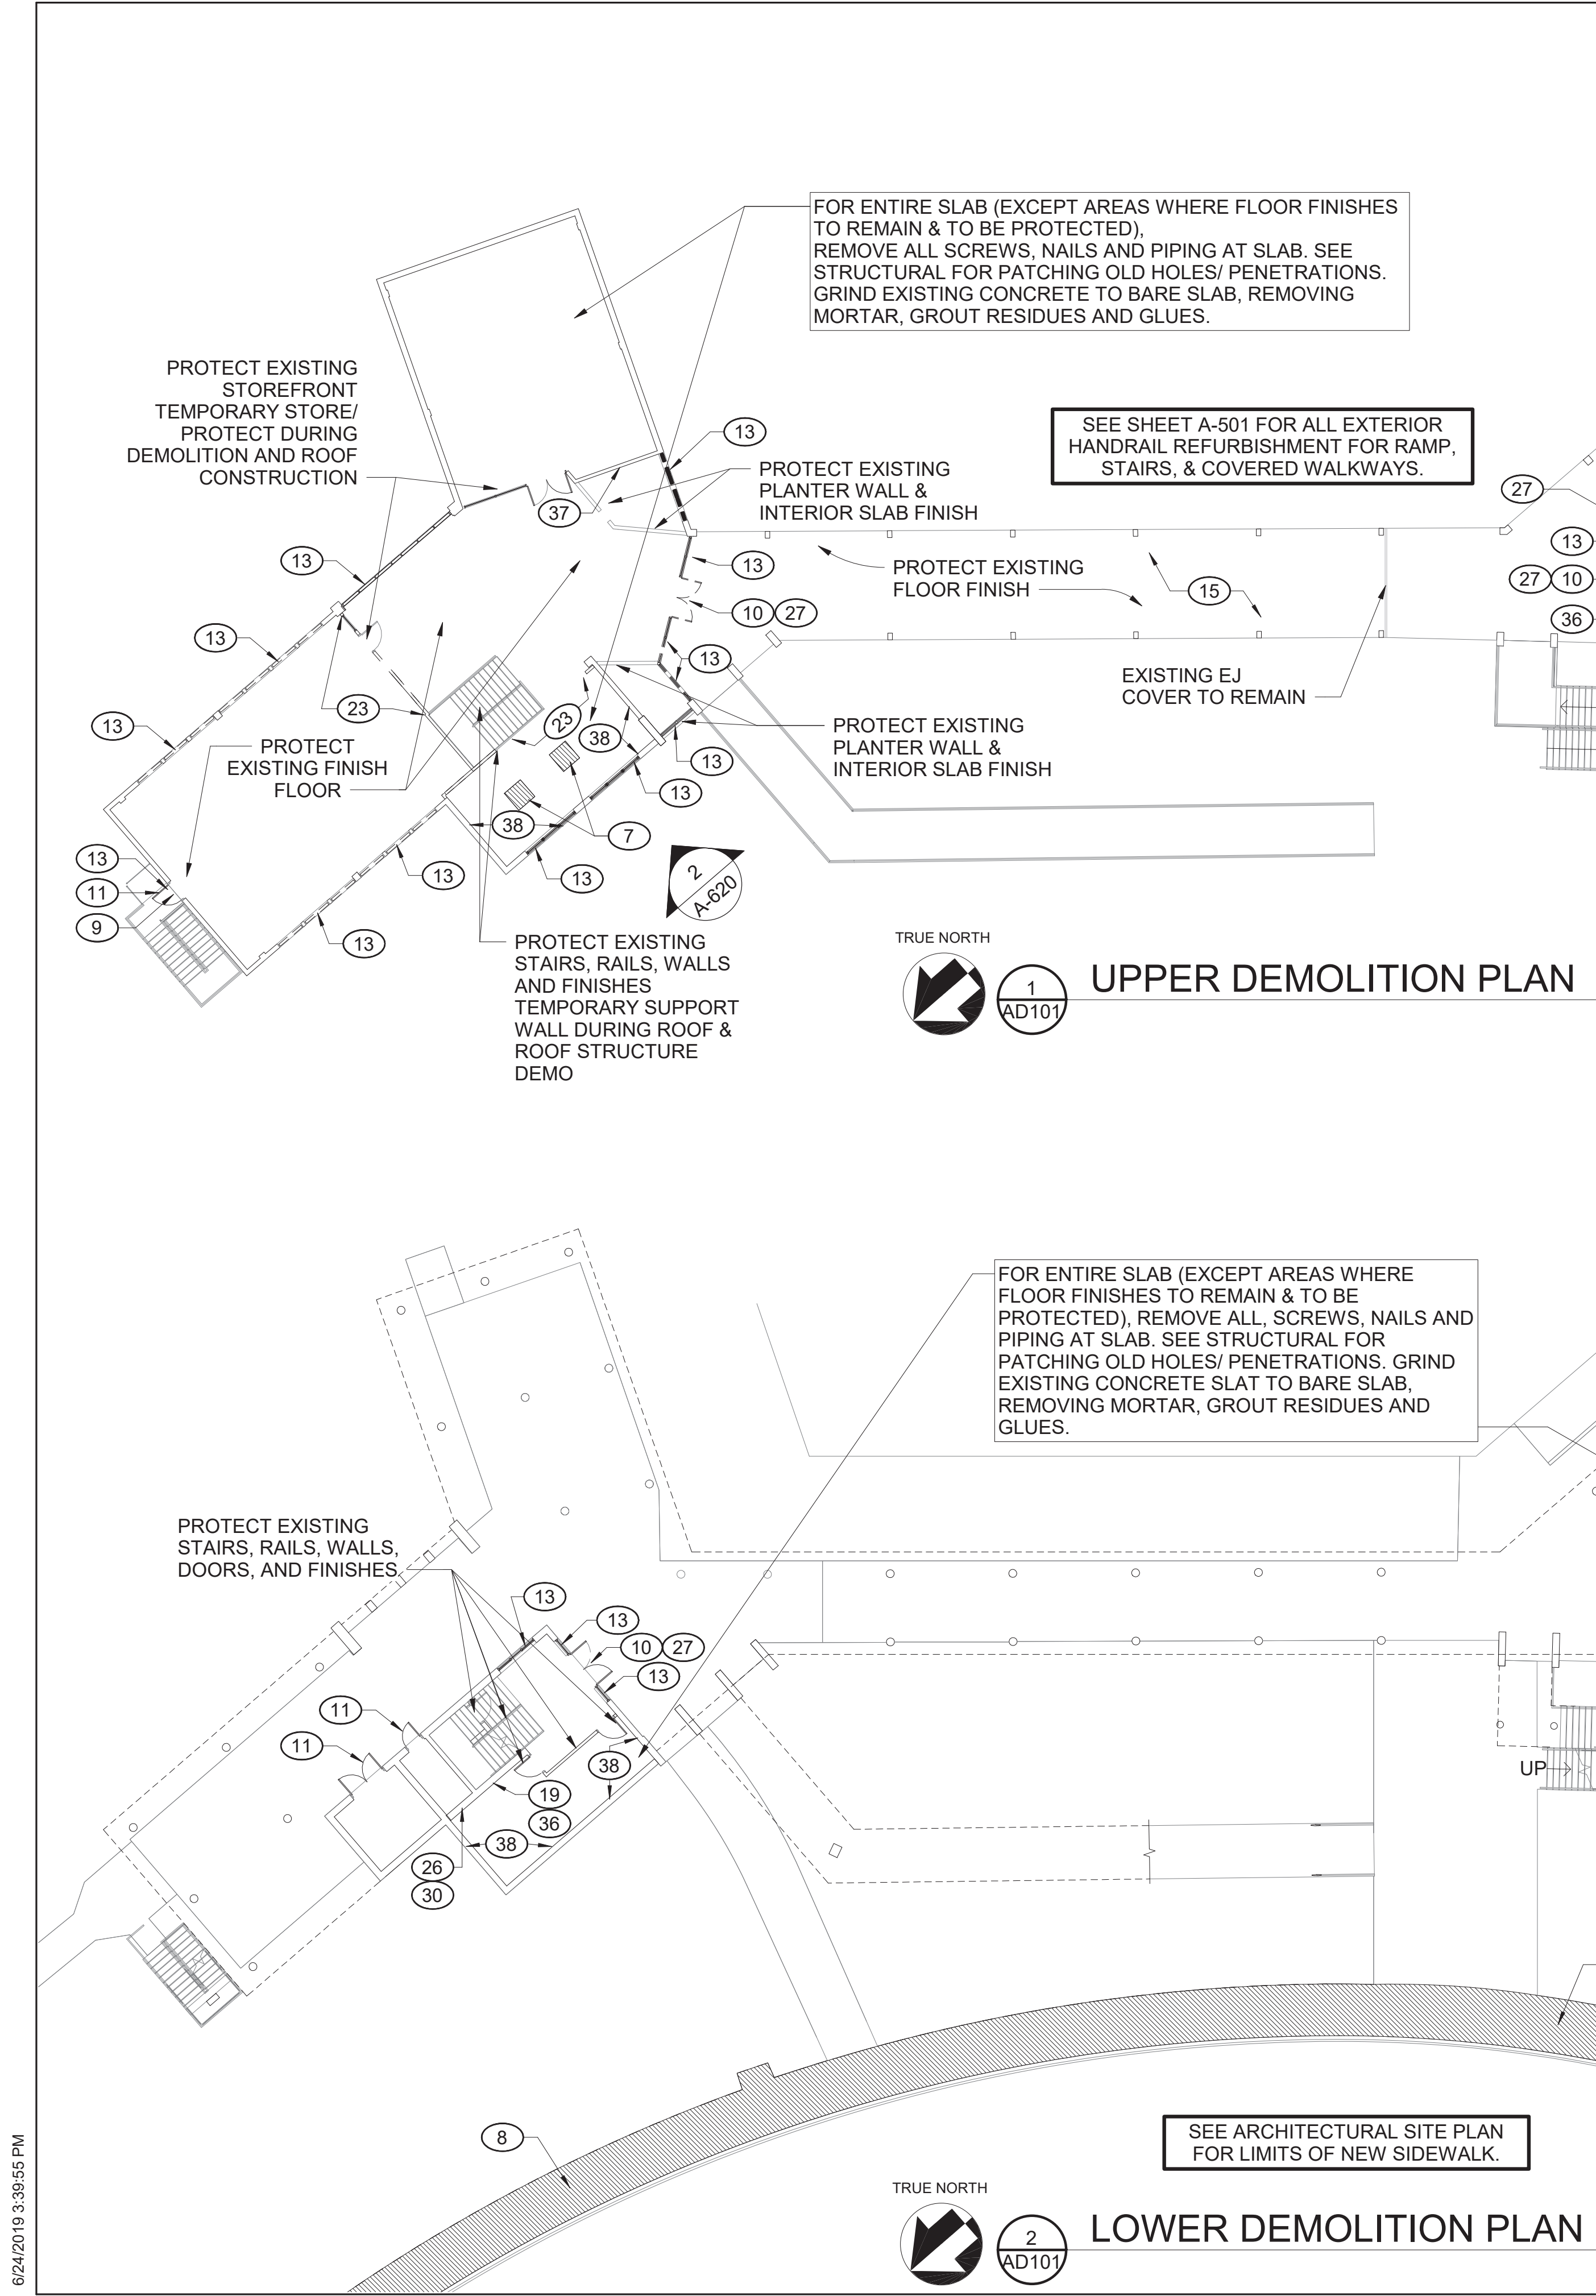 FOR ENTIRE SLAB (EXCEPT AREAS WHERE FLOOR FINISHES
TO REMAIN & TO BE PROTECTED),
REMOVE ALL SCREWS, NAILS AND PIPING AT SLAB. SEE
STRUCTURAL FOR PATCHING OLD HOLES/ PENETRATIONS.
GRIND EXISTING CONCRETE TO BARE SLAB, REMOVING
MORTAR, GROUT RESIDUES AND GLUES.
PROTECT EXISTING
STOREFRONT
TEMPORARY STORE/
PROTECT DURING
DEMOLITION AND ROOF
CONSTRUCTION
13
SEE SHEET A-501 FOR ALL EXTERIOR
HANDRAIL REFURBISHMENT FOR RAMP,
STAIRS, & COVERED WALKWAYS.
PROTECT EXISTING
PLANTER WALL &
INTERIOR SLAB FINISH
37
27
13
13
13
PROTECT EXISTING
FLOOR FINISH
15
27
10
10
27
36
13
13
EXISTING EJ
COVER TO REMAIN
23
23
38
13
PROTECT EXISTING
FINISH
FLOOR
PROTECT EXISTING
PLANTER WALL &
INTERIOR SLAB FINISH
13
13
38
7
13
11
9
13
13
13
2
A-620
PROTECT EXISTING
STAIRS, RAILS, WALLS
AND FINISHES
TEMPORARY SUPPORT
WALL DURING ROOF &
ROOF STRUCTURE
DEMO
TRUE NORTH
1
AD101
UPPER DEMOLITION PLAN
FOR ENTIRE SLAB (EXCEPT AREAS WHERE
FLOOR FINISHES TO REMAIN & TO BE
PROTECTED), REMOVE ALL, SCREWS, NAILS AND
PIPING AT SLAB. SEE STRUCTURAL FOR
PATCHING OLD HOLES/ PENETRATIONS. GRIND
EXISTING CONCRETE SLAT TO BARE SLAB,
REMOVING MORTAR, GROUT RESIDUES AND
GLUES.
PROTECT EXISTING
STAIRS, RAILS, WALLS,
DOORS, AND FINISHES
13
13
10
27
13
11
11
38
19
36
38
26
30
UP
8
SEE ARCHITECTURAL SITE PLAN
FOR LIMITS OF NEW SIDEWALK.
TRUE NORTH
2
AD101
LOWER DEMOLITION PLAN
6/24/2019 3:39:55 PM